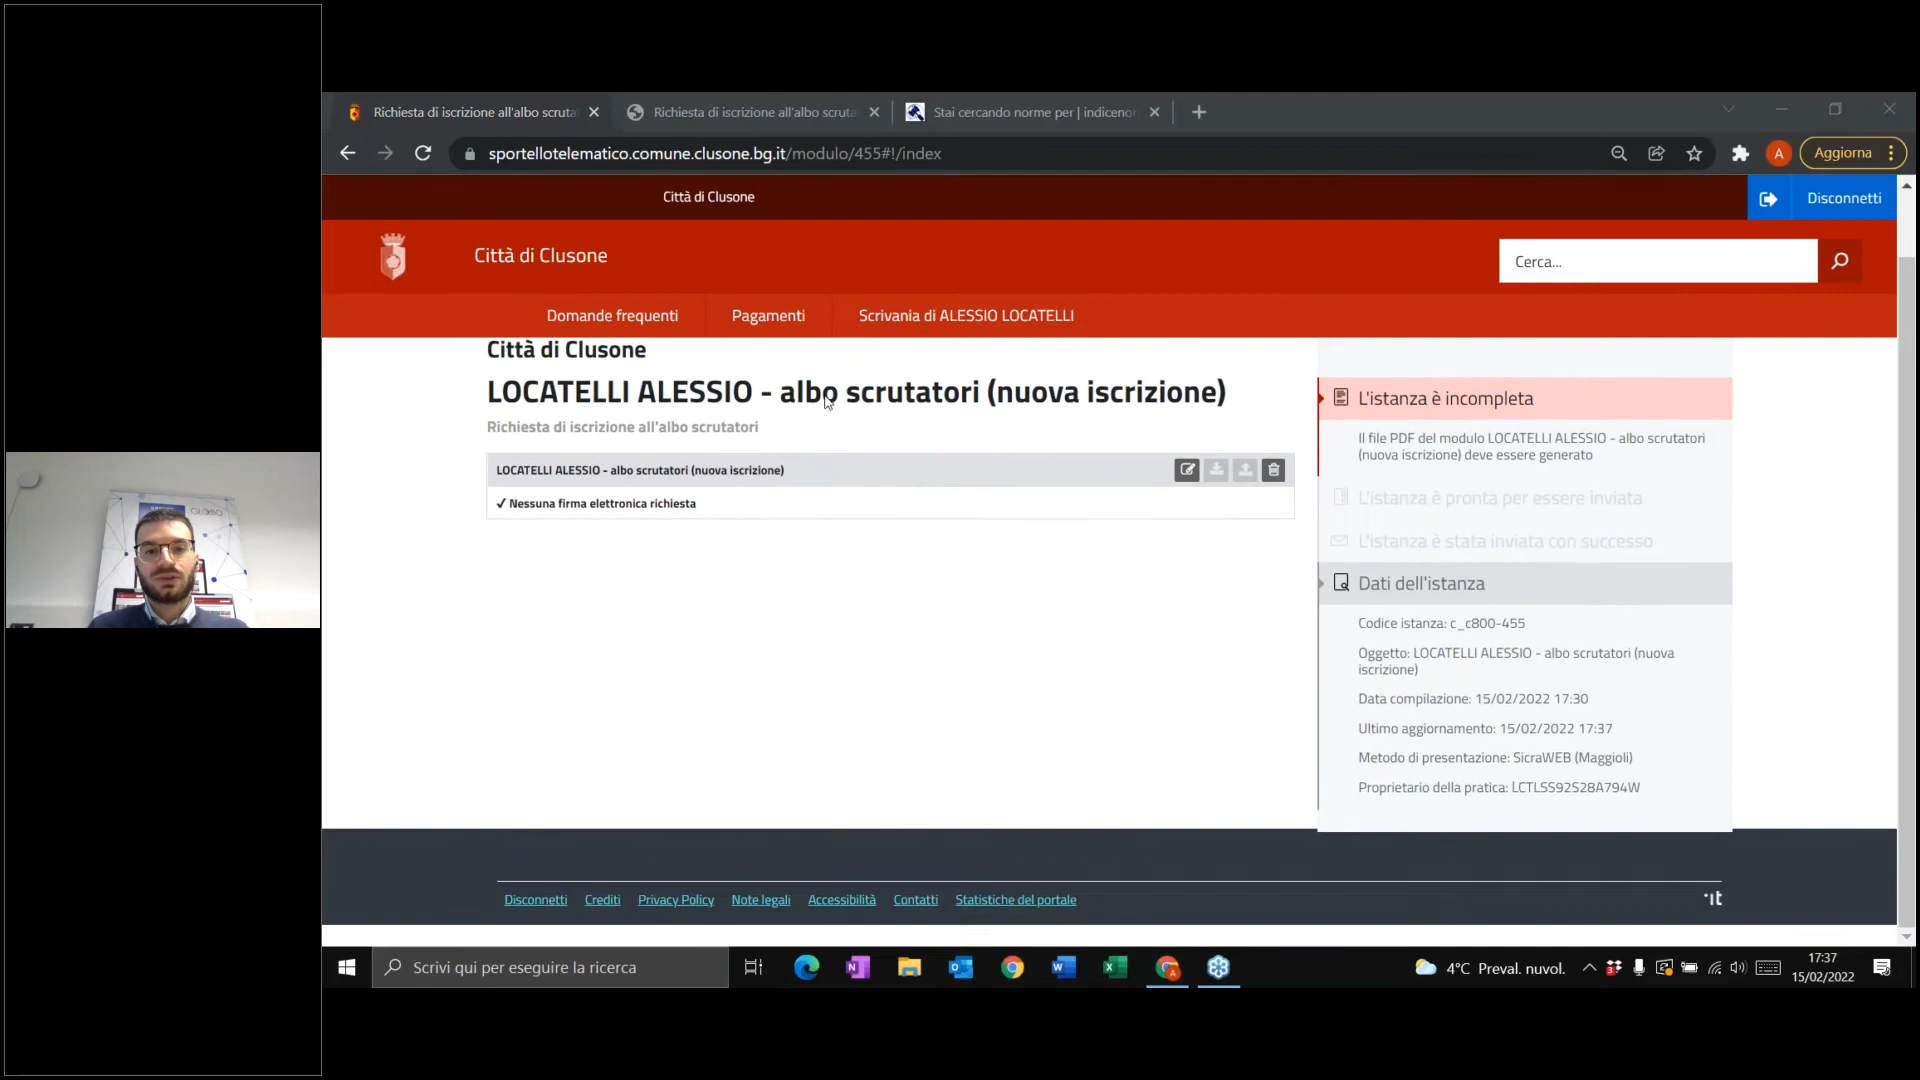 Richiesta di iscrizione all'albo scruta
Richiesta di iscrizione all'albo scruta
Stai cercando norme per | indicenor
sportellotelematico.comune.clusone.bg.it/modulo/455#!/index
A
Aggiorna
Città di Clusone
Disconnetti
Città di Clusone
Cerca...
Domande frequenti
Pagamenti
Scrivania di ALESSIO LOCATELLI
Città di Clusone
LOCATELLI ALESSIO - albo scrutatori (nuova iscrizione)
Richiesta di iscrizione all'albo scrutatori
LOCATELLI ALESSIO - albo scrutatori (nuova iscrizione)
✓ Nessuna firma elettronica richiesta
L'istanza è incompleta
Il file PDF del modulo LOCATELLI ALESSIO - albo scrutatori
(nuova iscrizione) deve essere generato
L'istanza è pronta per essere inviata
L'istanza è stata inviata con successo
Dati dell'istanza
Codice istanza: c_c800-455
Oggetto: LOCATELLI ALESSIO - albo scrutatori (nuova
iscrizione)
Data compilazione: 15/02/2022 17:30
Ultimo aggiornamento: 15/02/2022 17:37
Metodo di presentazione: SicraWEB (Maggioli)
Proprietario della pratica: LCTLSS92S28A794W
GLOBO
Disconnetti
Crediti
Privacy Policy
Note legali
Accessibilità
Contatti
Statistiche del portale
it
Scrivi qui per eseguire la ricerca
4°C Preval. nuvol.
17:37
15/02/2022